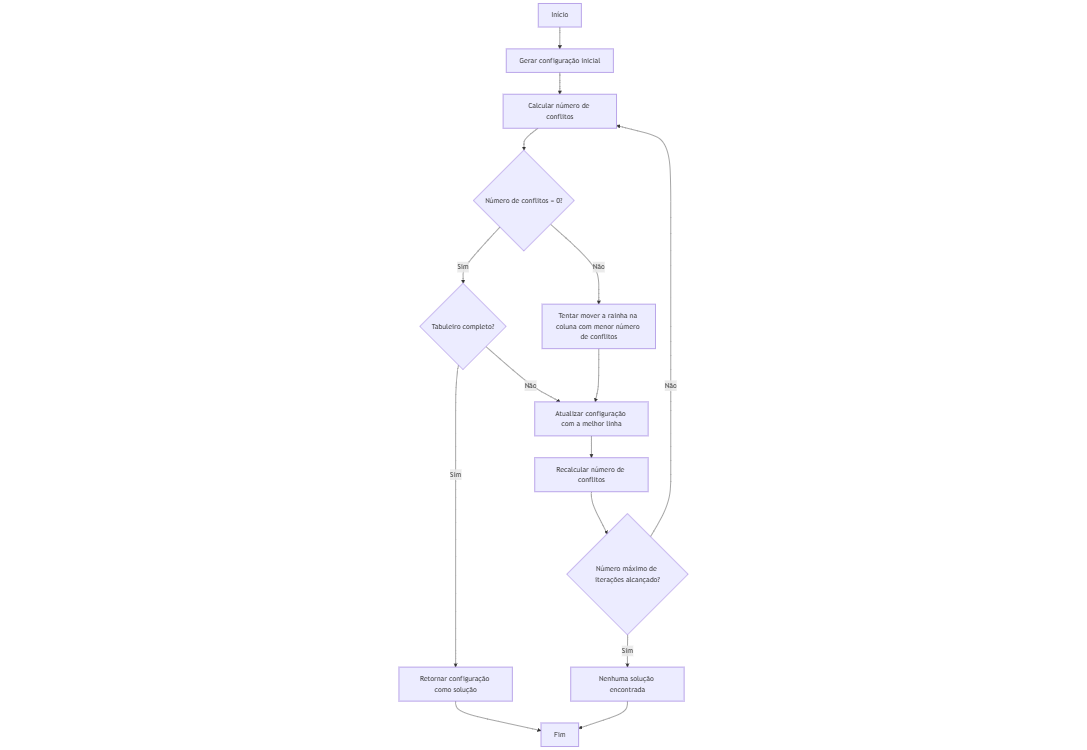 Início
Gerar configuração inicial
Calcular número de
conflitos
Número de conflitos = 0?
Sim
Não
Tabuleiro completo?
Tentar mover a rainha na
coluna com menor número
de conflitos
Não
Não
Atualizar configuração
com a melhor linha
Recalcular número de
conflitos
Sim
Número máximo de
iterações alcançado?
Sim
Retornar configuração
como solução
Nenhuma solução
encontrada
Fim